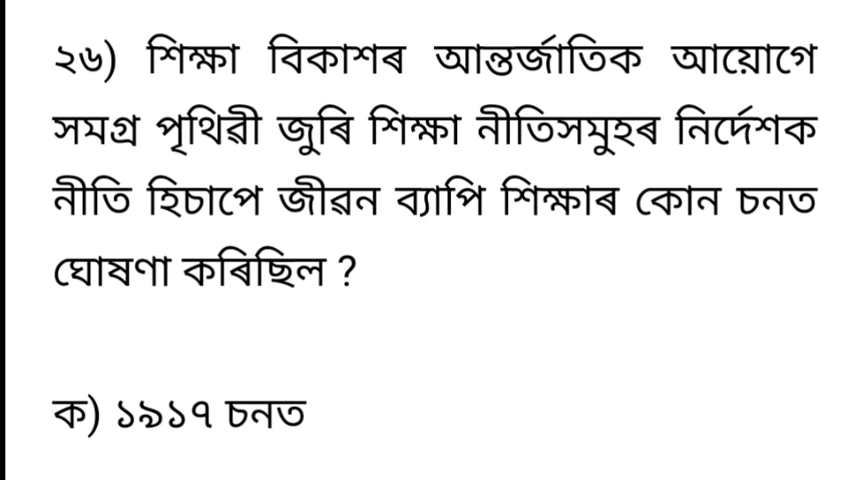 ২৬) শিক্ষা বিকাশৰ আন্তৰ্জাতিক আয়োগে
সমগ্ৰ পৃথিৱী জুৰি শিক্ষা নীতিসমুহৰ নিৰ্দেশক
নীতি হিচাপে জীৱন ব্যাপি শিক্ষাৰ কোন চনত
ঘোষণা কৰিছিল ?
ক) ১৯১৭ চনত